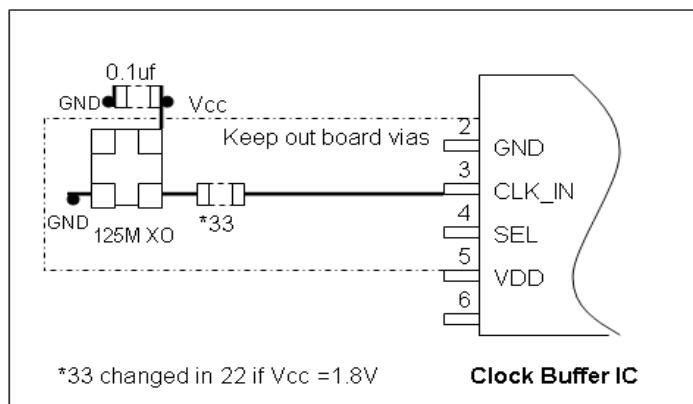 0.1uf
GND
Vcc
Keep out board vias
2
GND
3
CLK_IN
*33
GND
125M XO
4
SEL
5
VDD
6
*33 changed in 22 if Vcc =1.8V
Clock Buffer IC